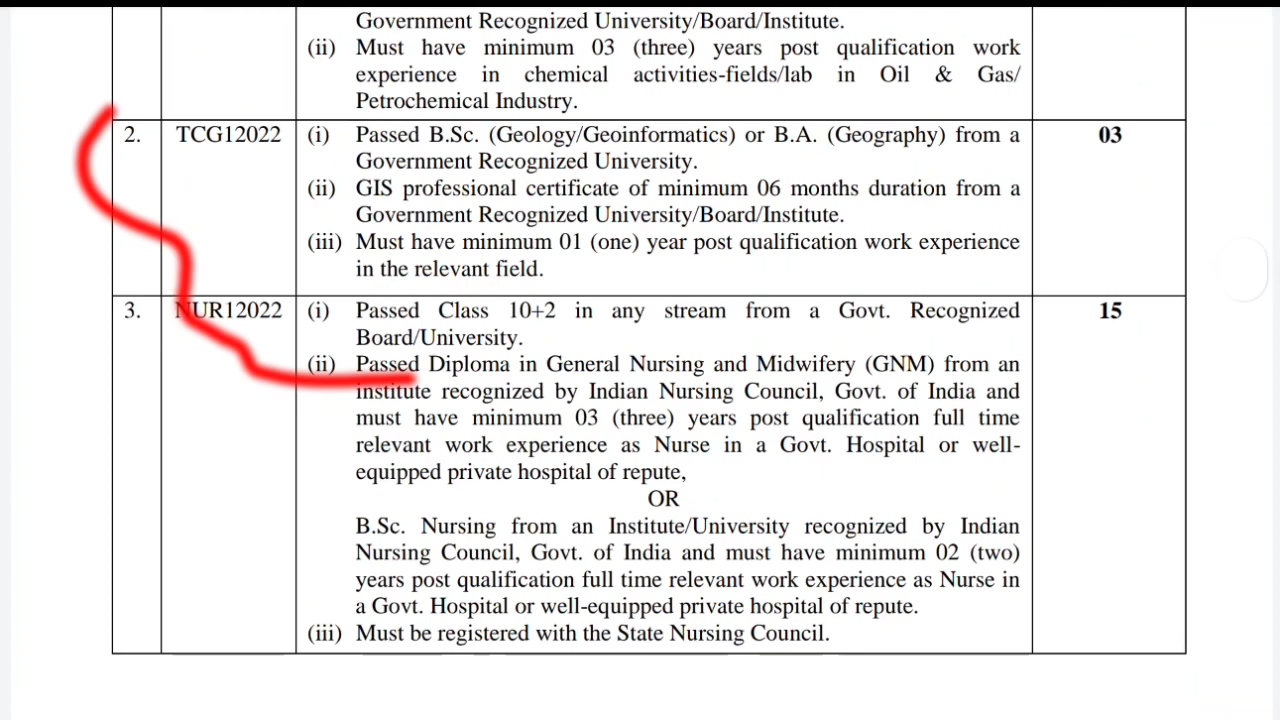 Government Recognized University/Board/Institute.
(ii) Must have minimum 03 (three) years post qualification work
experience in chemical activities-fields/lab in Oil & Gas/
Petrochemical Industry.
2. TCG12022 (i) Passed B.Sc. (Geology/Geoinformatics) or B.A. (Geography) from a 03
Government Recognized University.
(ii) GIS professional certificate of minimum 06 months duration from a
Government Recognized University/Board/Institute.
(iii) Must have minimum 01 (one) year post qualification work experience
in the relevant field.
3. NUR12022 (i) Passed Class 10+2 in any stream from a Govt. Recognized 15
Board/University.
(ii) Passed Diploma in General Nursing and Midwifery (GNM) from an
institute recognized by Indian Nursing Council, Govt. of India and
must have minimum 03 (three) years post qualification full time
relevant work experience as Nurse in a Govt. Hospital or well-
equipped private hospital of repute,
OR
B.Sc. Nursing from an Institute/University recognized by Indian
Nursing Council, Govt. of India and must have minimum 02 (two)
years post qualification full time relevant work experience as Nurse in
a Govt. Hospital or well-equipped private hospital of repute.
(iii) Must be registered with the State Nursing Council.